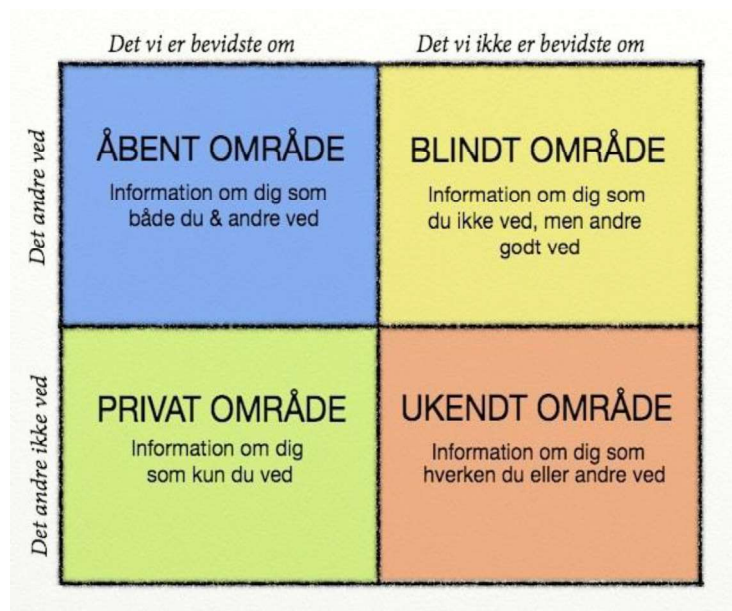 Det vi er bevidste om
Det vi ikke er bevidste om
Det andre ved
ÅBENT OMRÅDE
Information om dig som
både du & andre ved
BLINDT OMRÅDE
Information om dig som
du ikke ved, men andre
godt ved
Det andre ikke ved
PRIVAT OMRÅDE
Information om dig
som kun du ved
UKENDT OMRÅDE
Information om dig som
hverken du eller andre ved